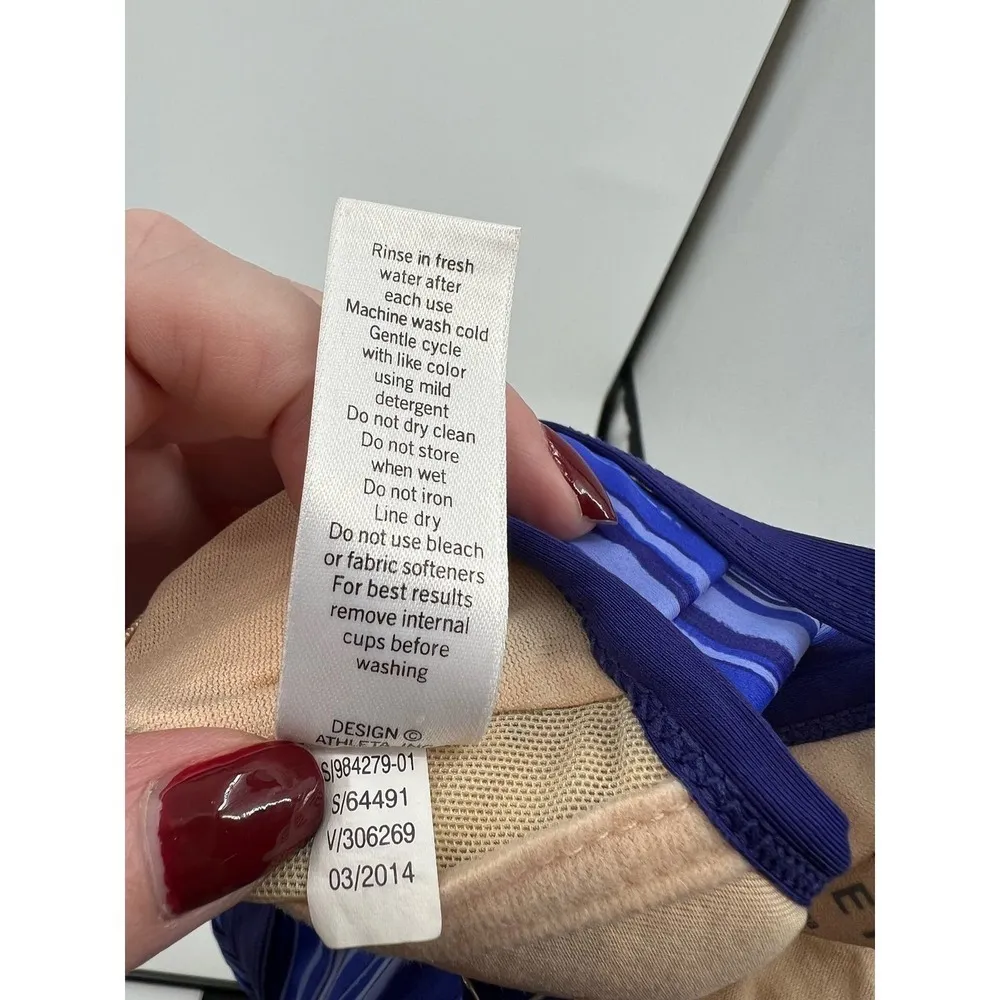 Rinse in fresh
water after
each use
Machine wash cold
Gentle cycle
with like color
using mild
detergent
Do not dry clean
Do not store
when wet
Do not iron
Line dry
Do not use bleach
or fabric softeners
For best results
remove internal
cups before
washing
DESIGN ©
ATHLETA, IN
S/984279-01
S/64491
V/306269
03/2014
E